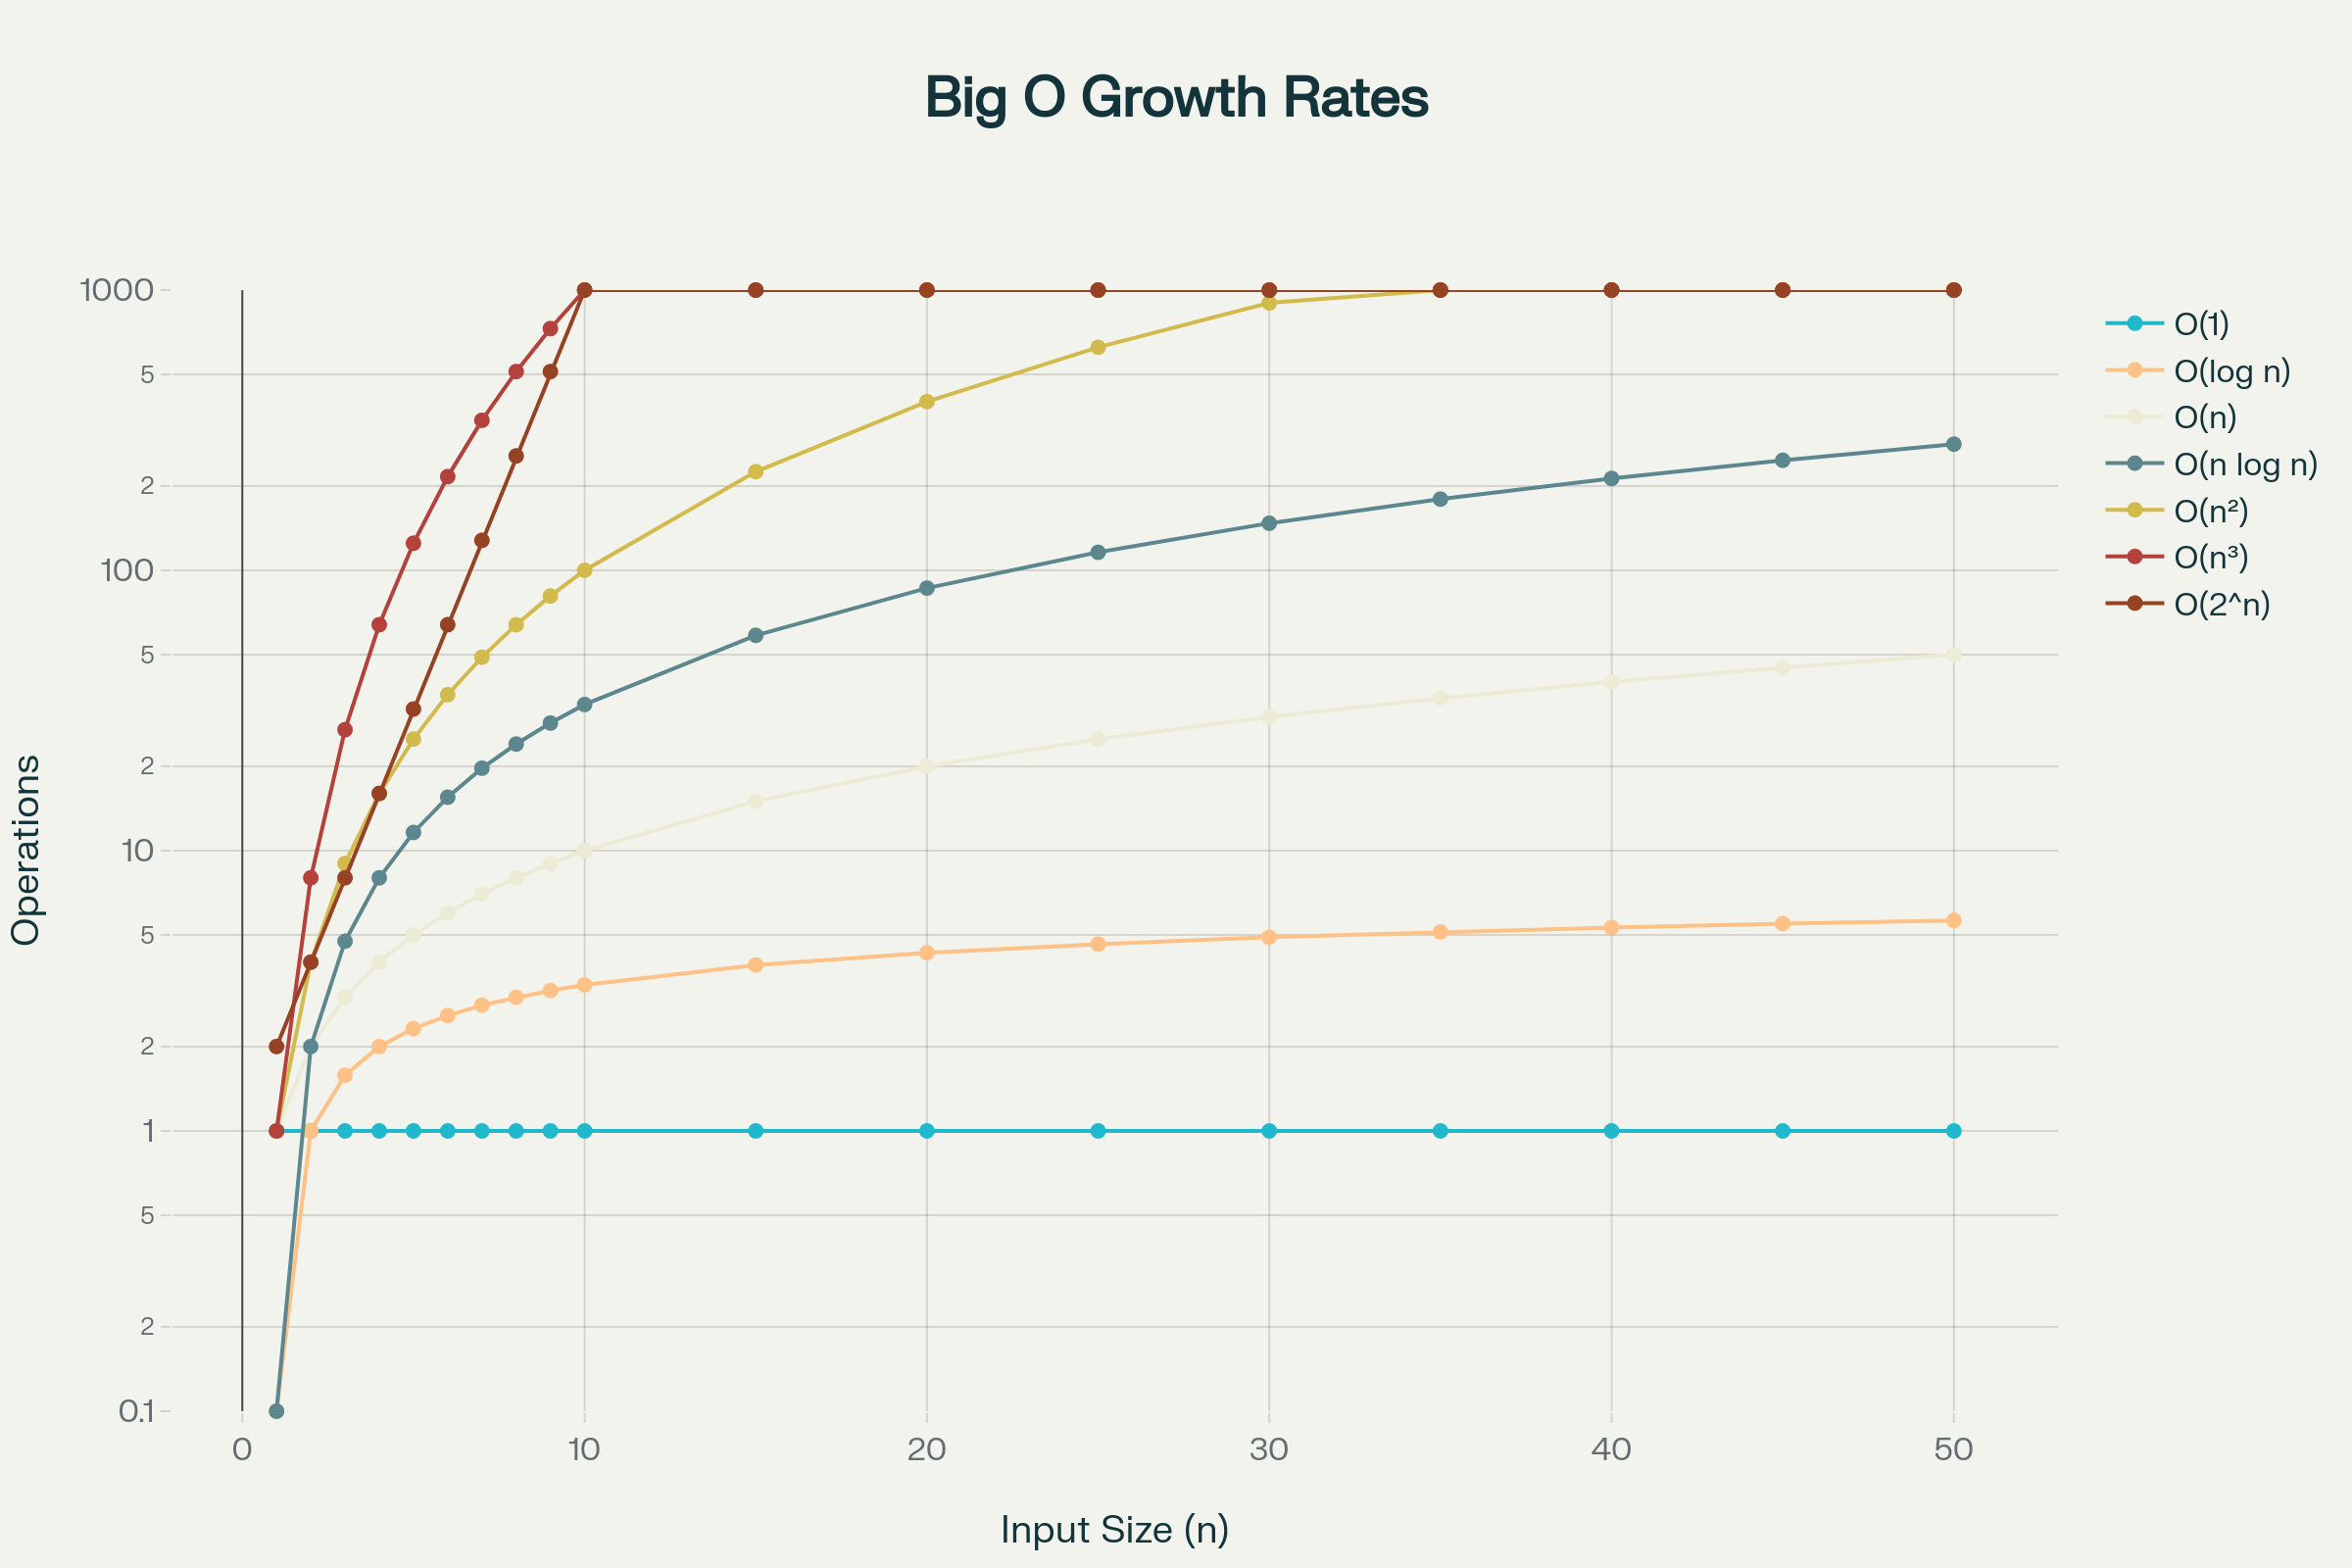 Big O Growth Rates
1000
5
2
100
5
2
10
5
2
1
5
2
0.1
Operations
0 10 20 30 40 50
Input Size (n)
O(1)
O(log n)
O(n)
O(n log n)
O(n²)
O(n³)
O(2^n)